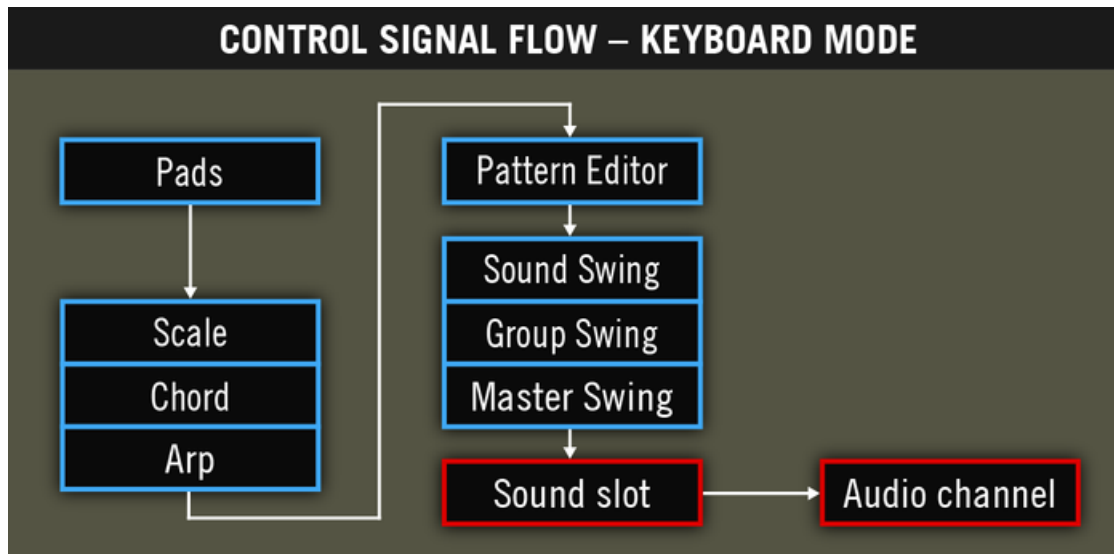 CONTROL SIGNAL FLOW – KEYBOARD MODE
Pads
Scale
Chord
Arp
Pattern Editor
Sound Swing
Group Swing
Master Swing
Sound slot
Audio channel